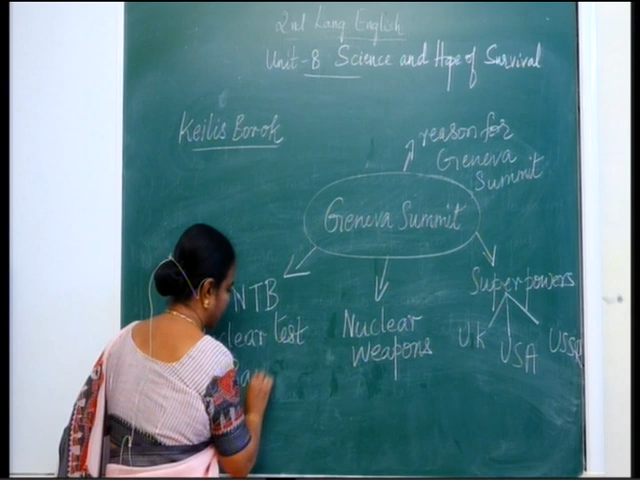 2nd Lang English
Unit-8 Science and Hope of Survival
Keilis Borok
reason for
Geneva
Summit
Geneva Summit
NTB
lear test
Ba
Nuclear
Weapons
Superpowers
UK
USA
USSR